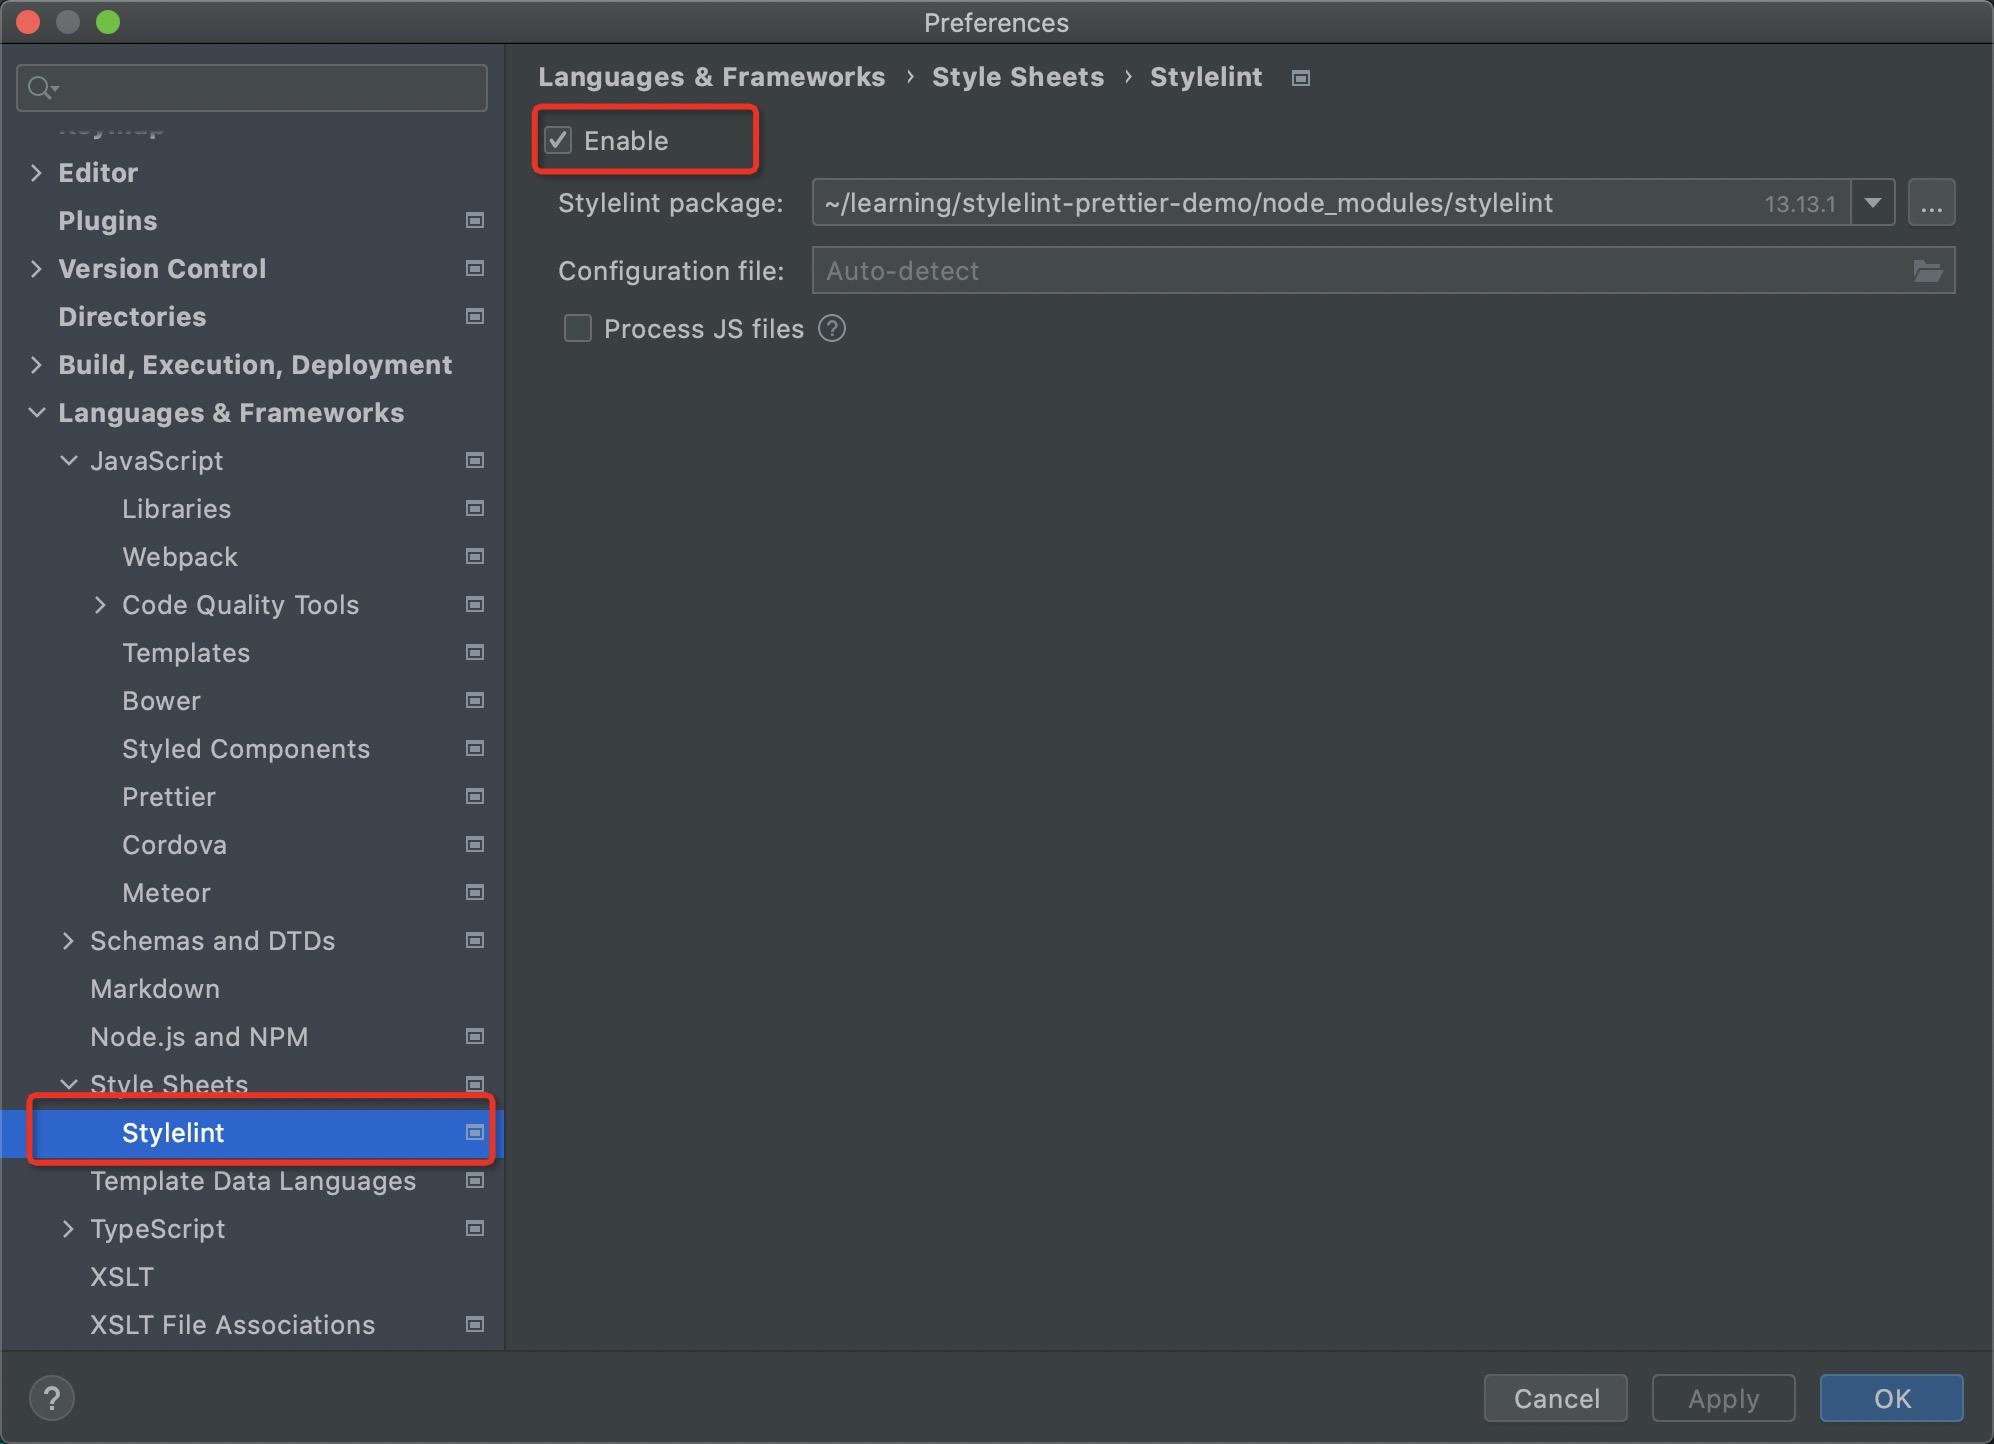 Preferences
Languages & Frameworks › Style Sheets › Stylelint
Enable
Stylelint package: ~/learning/stylelint-prettier-demo/node_modules/stylelint 13.13.1 ...
Configuration file: Auto-detect
Process JS files ?
Keymap
Editor
Plugins
Version Control
Directories
Build, Execution, Deployment
Languages & Frameworks
JavaScript
Libraries
Webpack
Code Quality Tools
Templates
Bower
Styled Components
Prettier
Cordova
Meteor
Schemas and DTDs
Markdown
Node.js and NPM
Style Sheets
Stylelint
Template Data Languages
TypeScript
XSLT
XSLT File Associations
? Cancel Apply OK